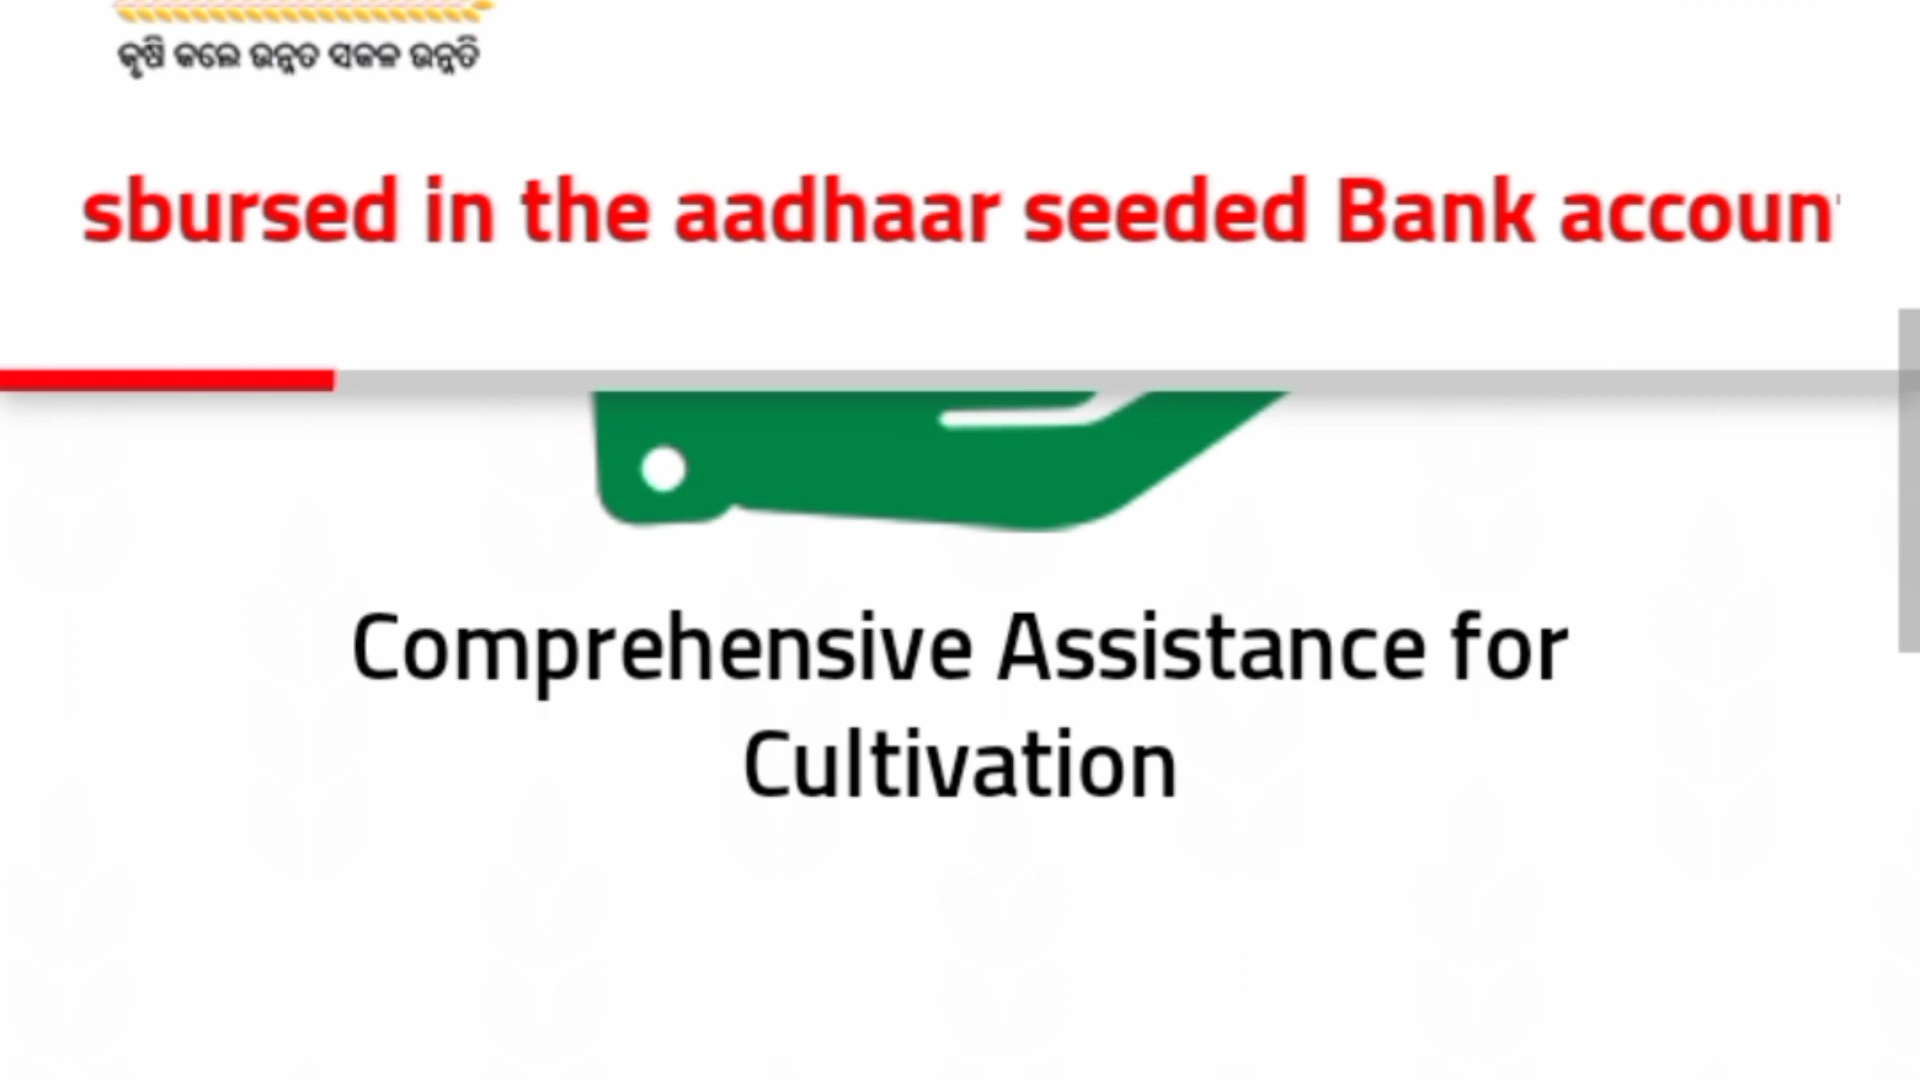 କୃଷି କଲେ ଉନ୍ନତ ସକଳ ଉନ୍ନତି
sbursed in the aadhaar seeded Bank accoun
Comprehensive Assistance for
Cultivation